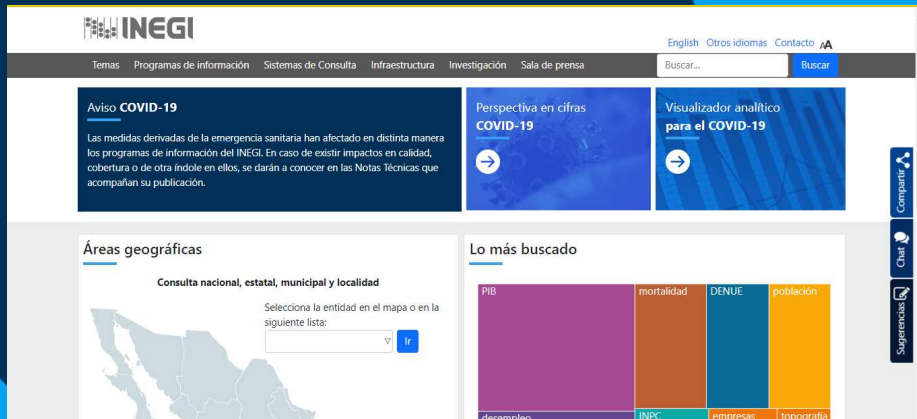 INEGI
English Otros idiomas Contacto AA
Temas Programas de información Sistemas de Consulta Infraestructura Investigación Sala de prensa
Buscar...
Buscar
Aviso COVID-19
Las medidas derivadas de la emergencia sanitaria han afectado en distinta manera
los programas de información del INEGI. En caso de existir impactos en calidad,
cobertura o de otra índole en ellos, se darán a conocer en las Notas Técnicas que
acompañan su publicación.
Perspectiva en cifras
COVID-19
Visualizador analítico
para el COVID-19
Compartir
Chat
Sugerencias
Áreas geográficas
Consulta nacional, estatal, municipal y localidad
Selecciona la entidad en el mapa o en la
siguiente lista:
Ir
Lo más buscado
PIB
mortalidad
DENUE
población
desempleo
INPC
empresas
topografía